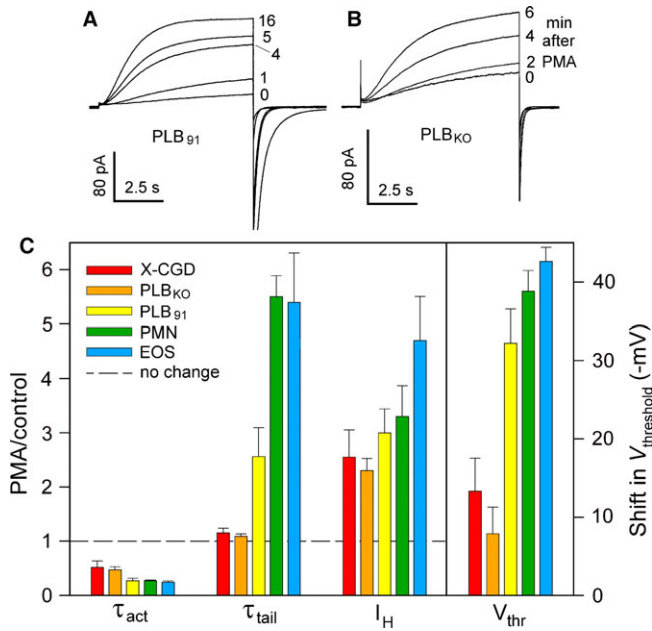 A
16
5
4
1
0
PLB91
80 pA
2.5 s
B
6 min
4 after
2 PMA
0
PLBKO
80 pA
2.5 s
C
X-CGD
PLBKO
PLB91
PMN
EOS
no change
PMA/control
6
5
4
3
2
1
0
40
30
20
10
0
Shift in Vthreshold (-mV)
τact
τtail
IH
Vthr